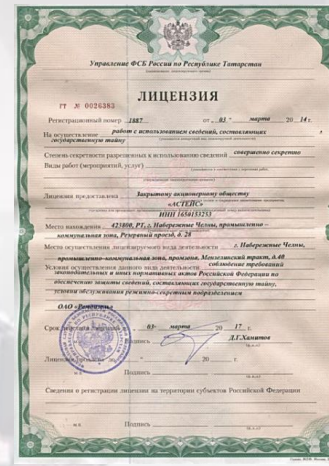 Управление ФСБ России по Республике Татарстан
ЛИЦЕНЗИЯ
ГТ № 0026383
Регистрационный номер 1887 от 03 марта 2014 г.
На осуществление работ с использованием сведений, составляющих
государственную тайну
Степень секретности разрешенных к использованию сведений совершенно секретно
Виды работ (мероприятий, услуг)
Лицензия предоставлена Закрытому акционерному обществу
«АСТЕЙС»
ИНН 1650153253
Место нахождения 423800, РТ, г. Набережные Челны, промышленно –
коммунальная зона, Резервный проезд, д. 28
Место осуществления лицензируемого вида деятельности г. Набережные Челны,
промышленно-коммунальная зона, промзона, Мензелинский тракт, д.40
Условия осуществления данного вида деятельности соблюдение требований
законодательных и иных нормативных актов Российской Федерации по
обеспечению защиты сведений, составляющих государственную тайну,
условия обслуживания режимно-секретным подразделением
ОАО
Срок действия лицензии до 03 марта 2017 г.
Подпись Д.Г.Хаматов
Лицензия продлена до 20 г.
Подпись
Сведения о регистрации лицензии на территории субъектов Российской Федерации
М.П. Подпись